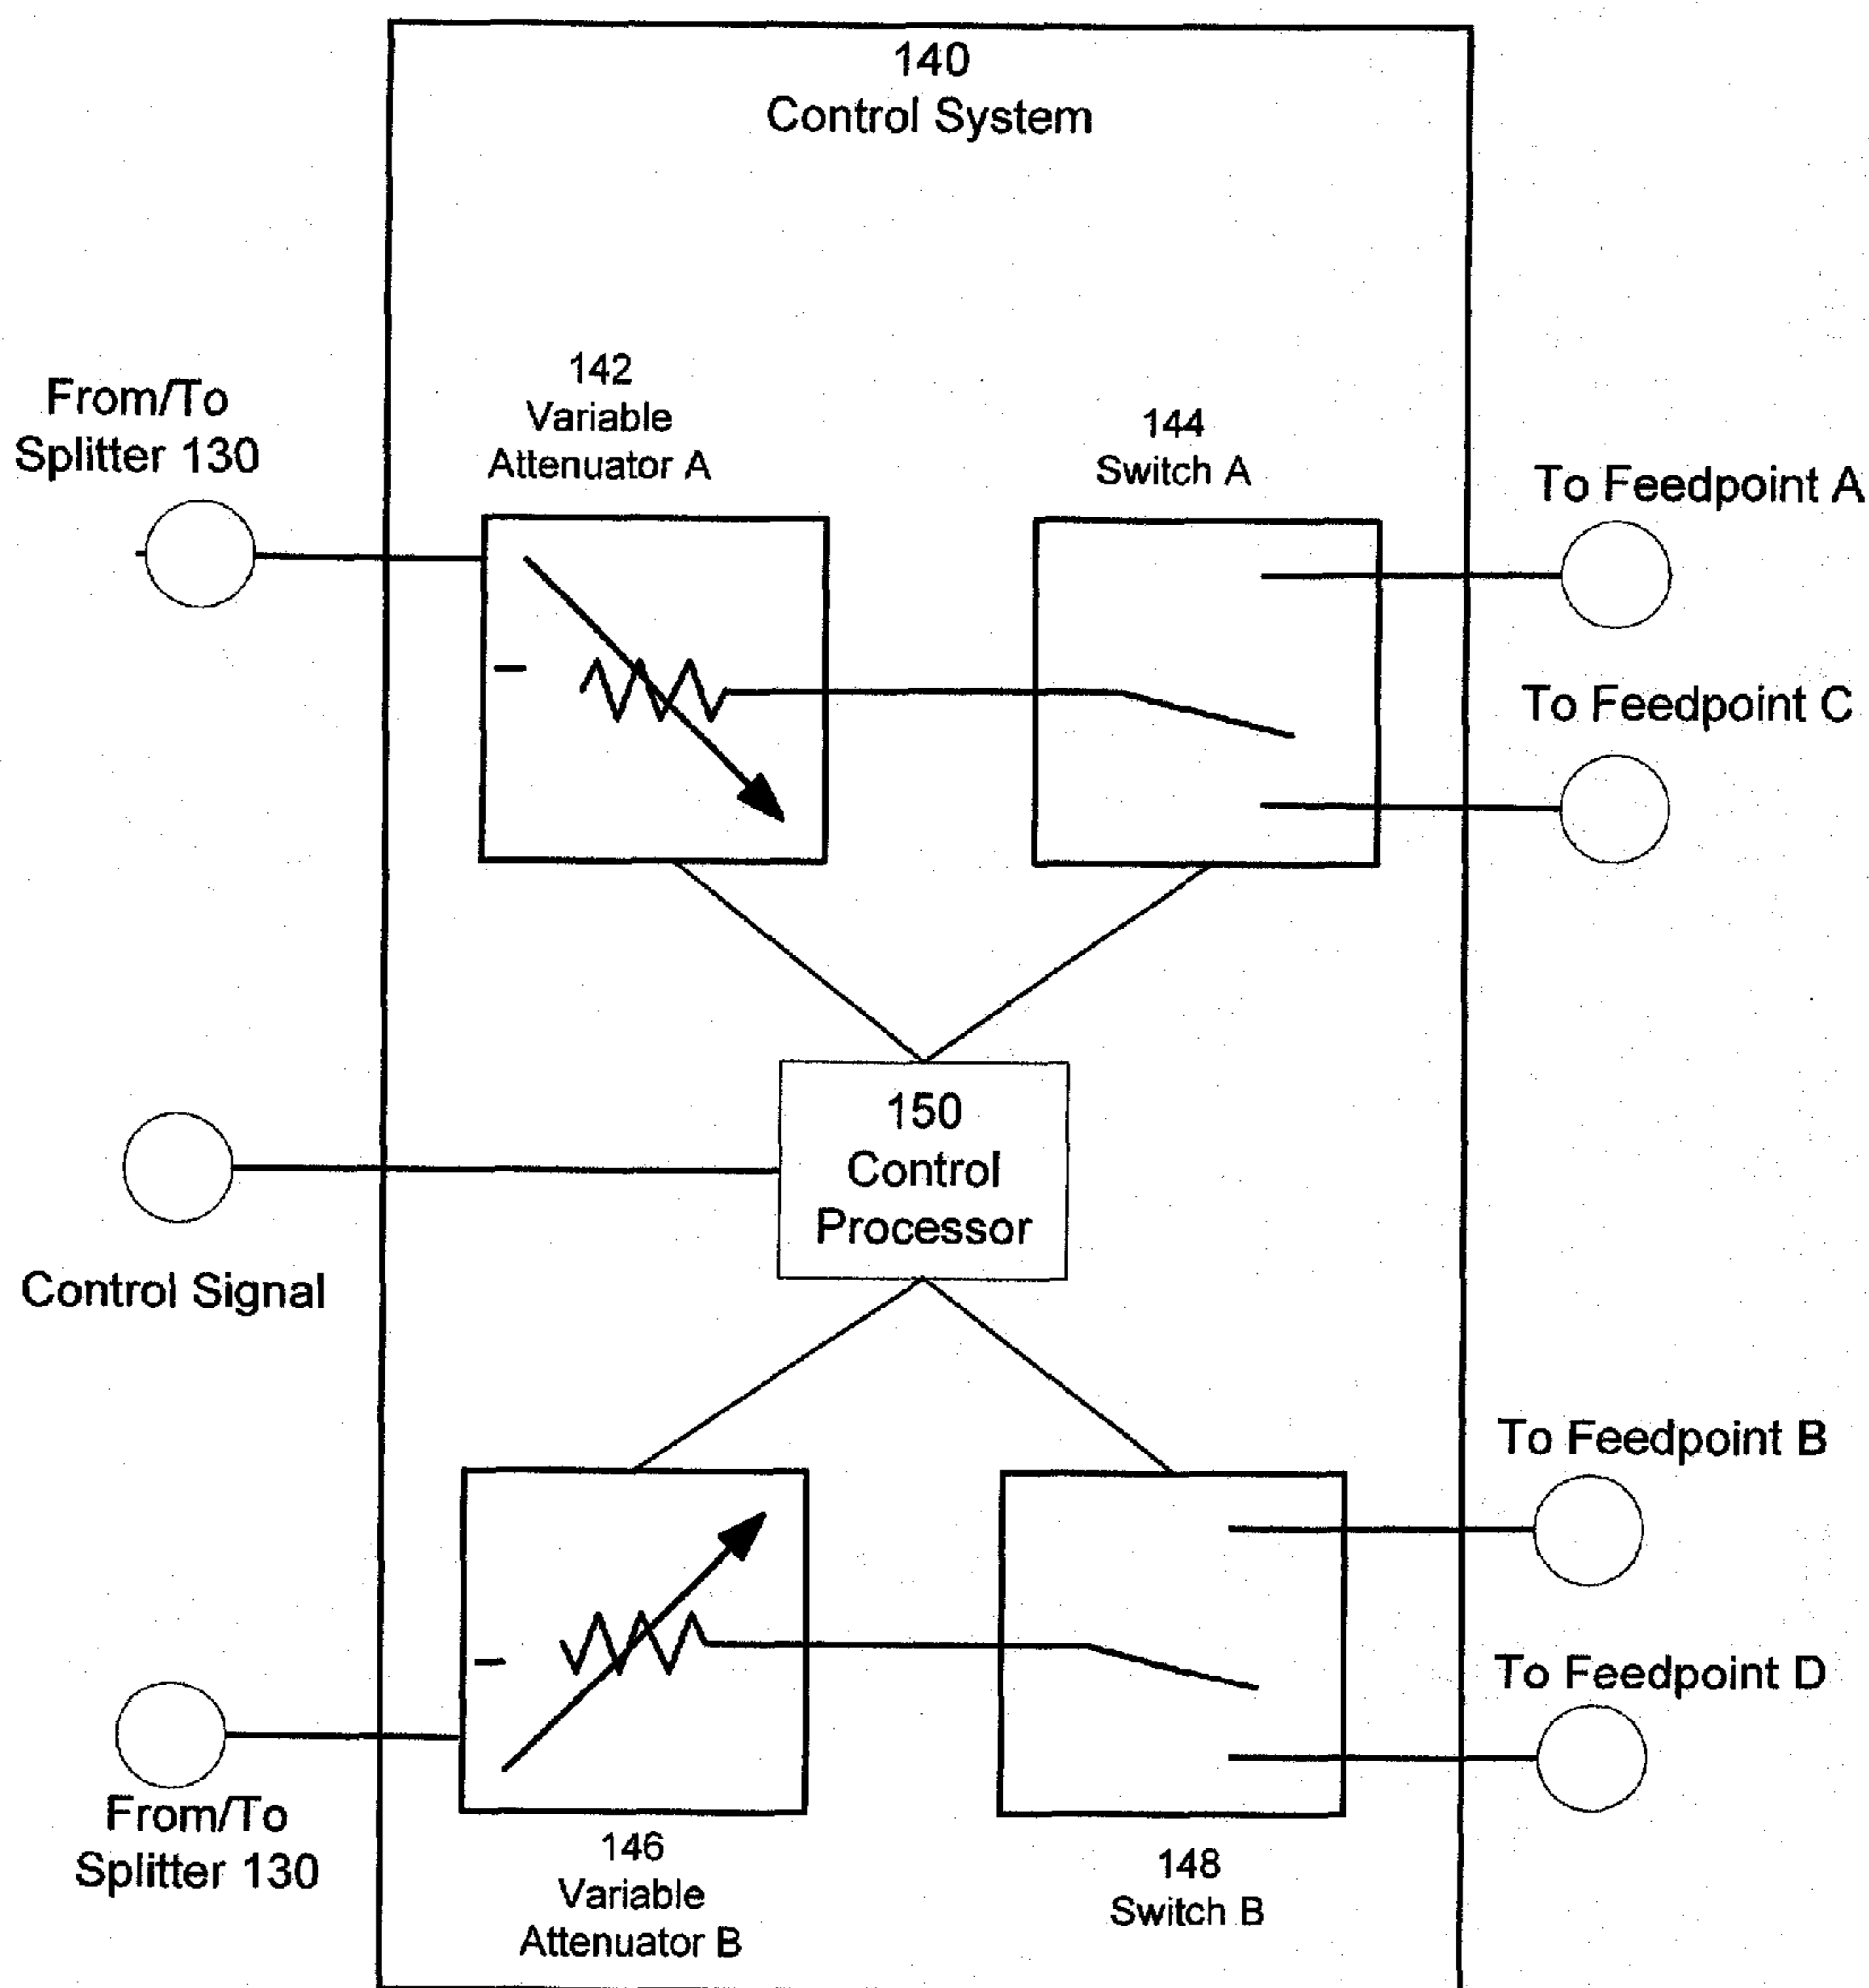 140
Control System
142
Variable
Attenuator A
From/To
Splitter 130
144
Switch A
To Feedpoint A
To Feedpoint C
150
Control
Processor
Control Signal
To Feedpoint B
To Feedpoint D
From/To
Splitter 130
146
Variable
Attenuator B
148
Switch B